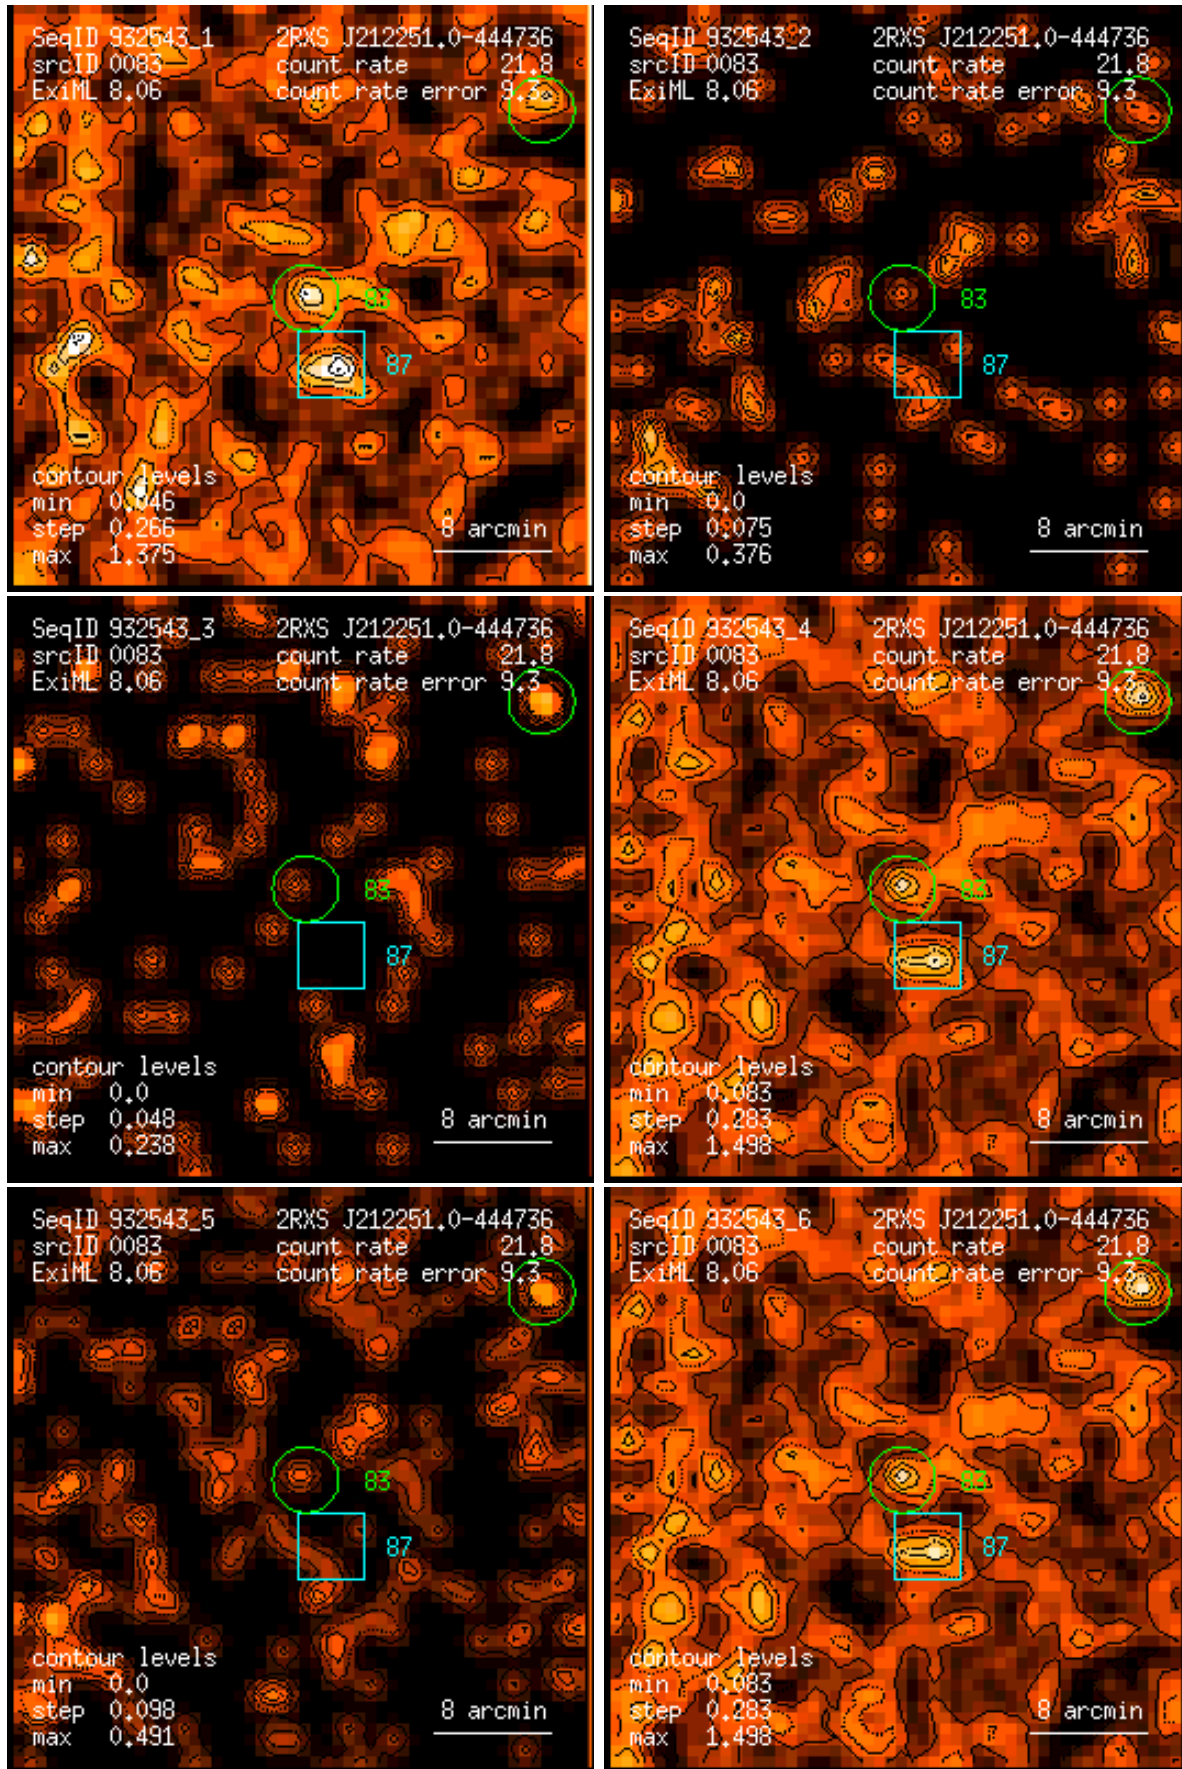 SeqID 932543_1 2RXS J212251.0-444736
srcID 0083 count rate 21.8
ExiML 8.06 count rate error 9.3
83
87
contour levels
min 0.046
step 0.266 8 arcmin
max 1.375
SeqID 932543_2 2RXS J212251.0-444736
srcID 0083 count rate 21.8
ExiML 8.06 count rate error 9.3
83
87
contour levels
min 0.0
step 0.075 8 arcmin
max 0.376
SeqID 932543_3 2RXS J212251.0-444736
srcID 0083 count rate 21.8
ExiML 8.06 count rate error 9.3
83
87
contour levels
min 0.0
step 0.048 8 arcmin
max 0.238
SeqID 932543_4 2RXS J212251.0-444736
srcID 0083 count rate 21.8
ExiML 8.06 count rate error 9.3
83
87
contour levels
min 0.083
step 0.283 8 arcmin
max 1.498
SeqID 932543_5 2RXS J212251.0-444736
srcID 0083 count rate 21.8
ExiML 8.06 count rate error 9.3
83
87
contour levels
min 0.0
step 0.098 8 arcmin
max 0.491
SeqID 932543_6 2RXS J212251.0-444736
srcID 0083 count rate 21.8
ExiML 8.06 count rate error 9.3
83
87
contour levels
min 0.083
step 0.283 8 arcmin
max 1.498